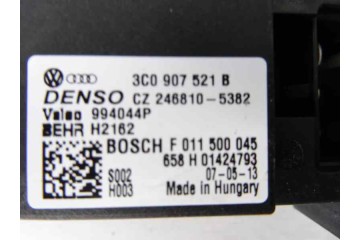 3C0 907 521 B
DENSO CZ 246810-5382
Valeo 994044P
BEHR H2162
BOSCH F 011 500 045
658 H 01424793
S002 07-05-13
H003 Made in Hungary